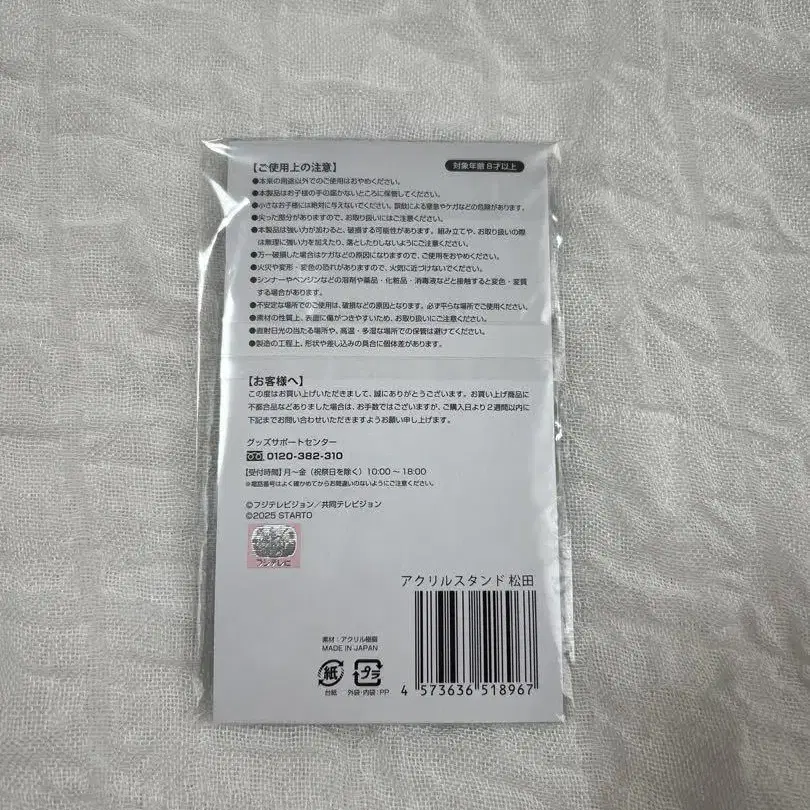 【ご使用上の注意】
対象年齢8才以上
●本来の用途以外でのご使用はおやめください。
●本製品はお子様の手の届かないところに保管してください。
●小さなお子様には絶対に与えないでください。誤飲による窒息やケガなどの危険があります。
●尖った部分がありますので、お取り扱いにはご注意ください。
●本製品は強い力が加わると、破損する可能性があります。組み立てや、お取り扱いの際
は無理に強い力を加えたり、落としたりしないようにご注意ください。
●万一破損した場合はケガなどの原因になりますので、ご使用をおやめください。
●火災や変形・変色の恐れがありますので、火気に近づけないでください。
●シンナーやベンジンなどの溶剤や薬品・化粧品・消毒液などと接触すると変色・変質
する場合があります。
●不安定な場所でのご使用は、破損などの原因となります。必ず平らな場所でご使用ください。
●素材の性質上、表面に傷がつきやすいため、お取り扱いにご注意ください。
●直射日光の当たる場所や、高温・多湿な場所での保管は避けてください。
●製造の工程上、形状や差し込みの具合に個体差があります。
【お客様へ】
この度はお買い上げいただきまして、誠にありがとうございます。お買い上げ商品に
不都合品などありました場合は、お手数ではございますが、ご購入日より2週間以内に
下記までお問い合わせいただきますようお願い申し上げます。
グッズサポートセンター
0120-382-310
【受付時間】月～金（祝祭日を除く）10:00～18:00
※電話番号はよく確かめてからお間違いのないようにご注意ください。
©フジテレビジョン／共同テレビジョン
©2025 STARTO
フジテレビ
アクリルスタンド 松田
素材：アクリル樹脂
MADE IN JAPAN
紙
プラ
台紙
外袋・内袋：PP
4 573636 518967